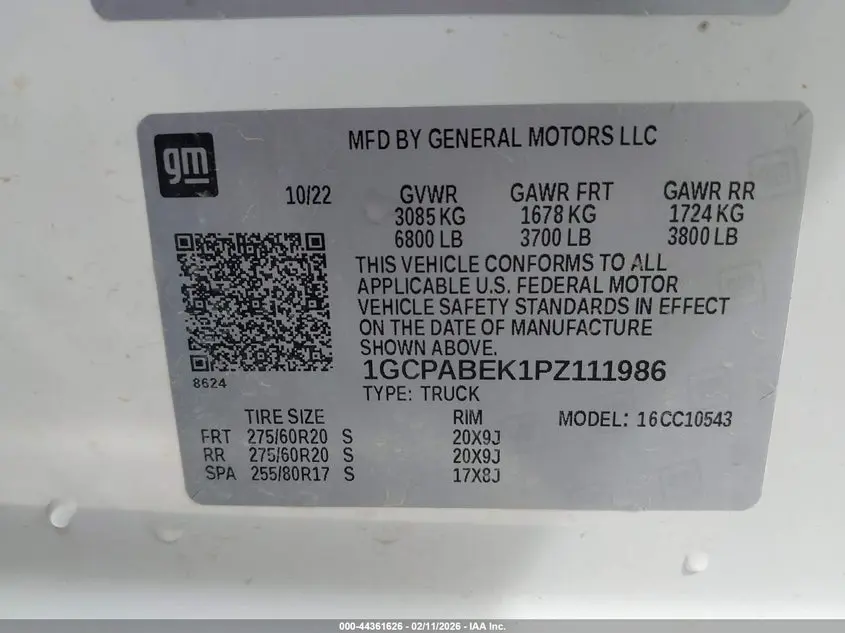 gm
MFD BY GENERAL MOTORS LLC
10/22 GVWR GAWR FRT GAWR RR
3085 KG 1678 KG 1724 KG
6800 LB 3700 LB 3800 LB
THIS VEHICLE CONFORMS TO ALL
APPLICABLE U.S. FEDERAL MOTOR
VEHICLE SAFETY STANDARDS IN EFFECT
ON THE DATE OF MANUFACTURE
SHOWN ABOVE.
1GCPABEK1PZ111986
8624
TYPE: TRUCK
TIRE SIZE RIM MODEL: 16CC10543
FRT 275/60R20 S 20X9J
RR 275/60R20 S 20X9J
SPA 255/80R17 S 17X8J
000-44361626 - 02/11/2026 - IAA Inc.